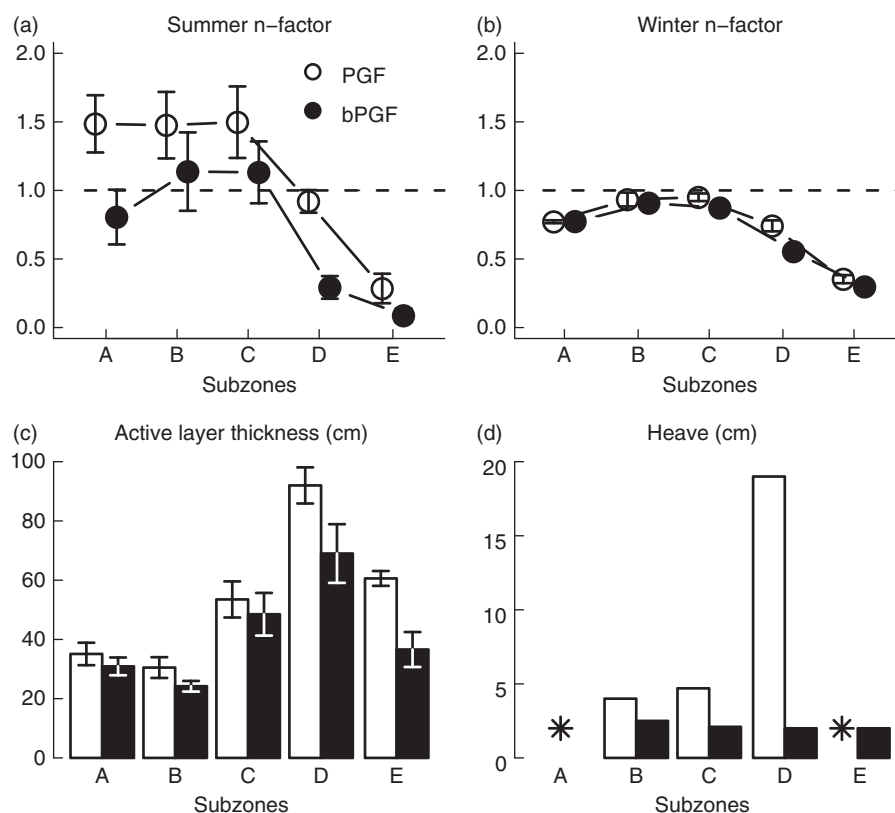 (a) Summer n−factor
2.0
1.5
1.0
0.5
0.0
PGF
bPGF
A B C D E
Subzones
(b) Winter n−factor
2.0
1.5
1.0
0.5
0.0
A B C D E
Subzones
(c) Active layer thickness (cm)
100
80
60
40
20
0
A B C D E
Subzones
(d) Heave (cm)
20
15
10
5
0
A B C D E
Subzones